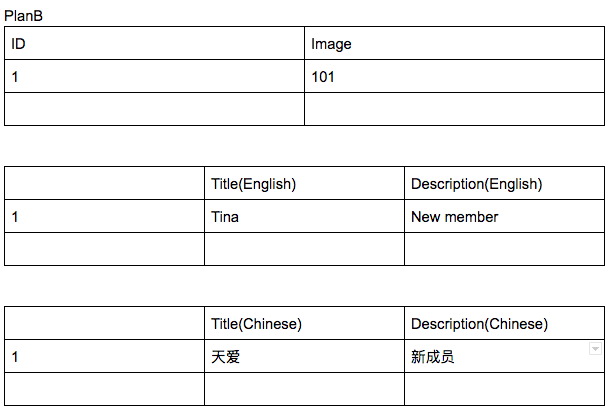 PlanB
ID Image
1 101
Title(English) Description(English)
1 Tina New member
Title(Chinese) Description(Chinese)
1 天爱 新成员